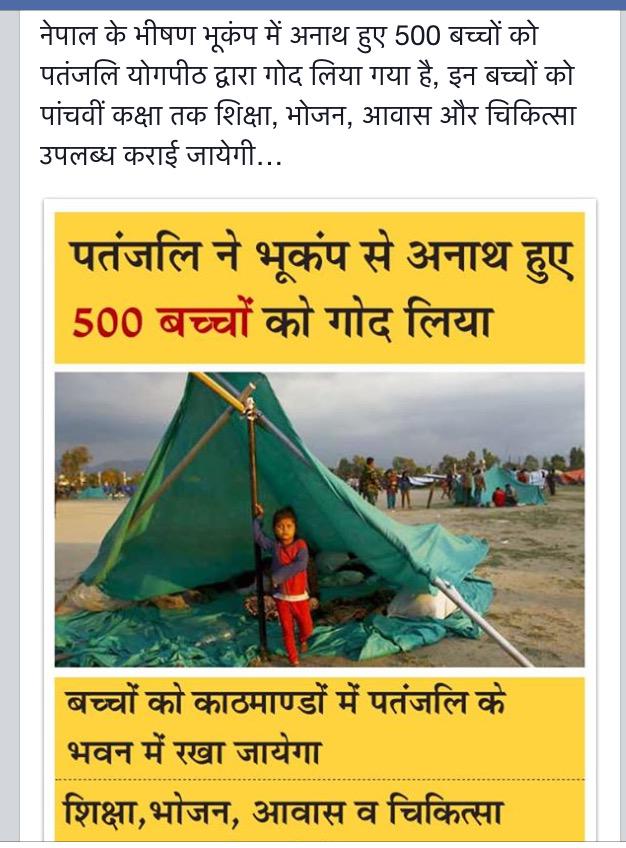 नेपाल के भीषण भूकंप में अनाथ हुए 500 बच्चों को
पतंजलि योगपीठ द्वारा गोद लिया गया है, इन बच्चों को
पांचवीं कक्षा तक शिक्षा, भोजन, आवास और चिकित्सा
उपलब्ध कराई जायेगी...
पतंजलि ने भूकंप से अनाथ हुए
500 बच्चों को गोद लिया
बच्चों को काठमाण्डों में पतंजलि के
भवन में रखा जायेगा
शिक्षा,भोजन, आवास व चिकित्सा